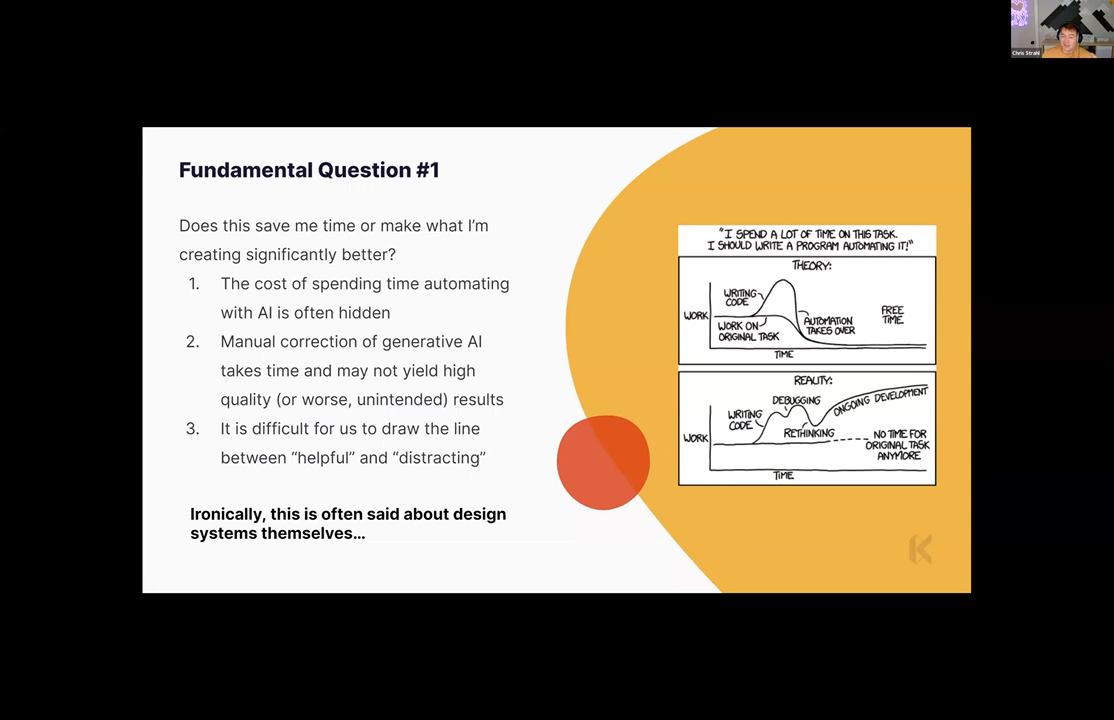 Chris Strahl
Fundamental Question #1
Does this save me time or make what I’m
creating significantly better?
1. The cost of spending time automating
with AI is often hidden
2. Manual correction of generative AI
takes time and may not yield high
quality (or worse, unintended) results
3. It is difficult for us to draw the line
between “helpful” and “distracting”
Ironically, this is often said about design
systems themselves...
"I SPEND A LOT OF TIME ON THIS TASK.
I SHOULD WRITE A PROGRAM AUTOMATING IT!"
THEORY:
WRITING
CODE
WORK
WORK ON
ORIGINAL TASK
AUTOMATION
TAKES OVER
FREE
TIME
TIME
REALITY:
WRITING
CODE
DEBUGGING
RETHINKING
ONGOING DEVELOPMENT
WORK
NO TIME FOR
ORIGINAL TASK
ANYMORE
TIME
K